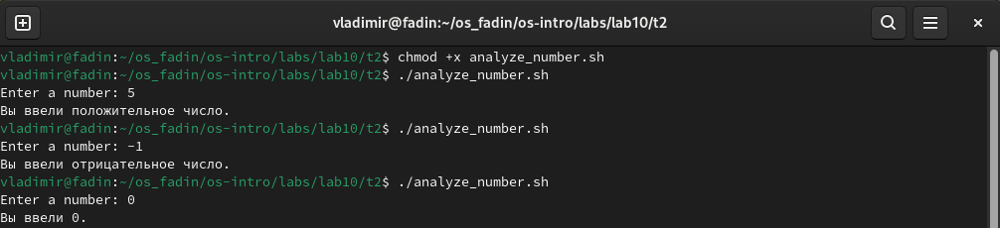 vladimir@fadin:~/os_fadin/os-intro/labs/lab10/t2
vladimir@fadin:~/os_fadin/os-intro/labs/lab10/t2$ chmod +x analyze_number.sh
vladimir@fadin:~/os_fadin/os-intro/labs/lab10/t2$ ./analyze_number.sh
Enter a number: 5
Вы ввели положительное число.
vladimir@fadin:~/os_fadin/os-intro/labs/lab10/t2$ ./analyze_number.sh
Enter a number: -1
Вы ввели отрицательное число.
vladimir@fadin:~/os_fadin/os-intro/labs/lab10/t2$ ./analyze_number.sh
Enter a number: 0
Вы ввели 0.